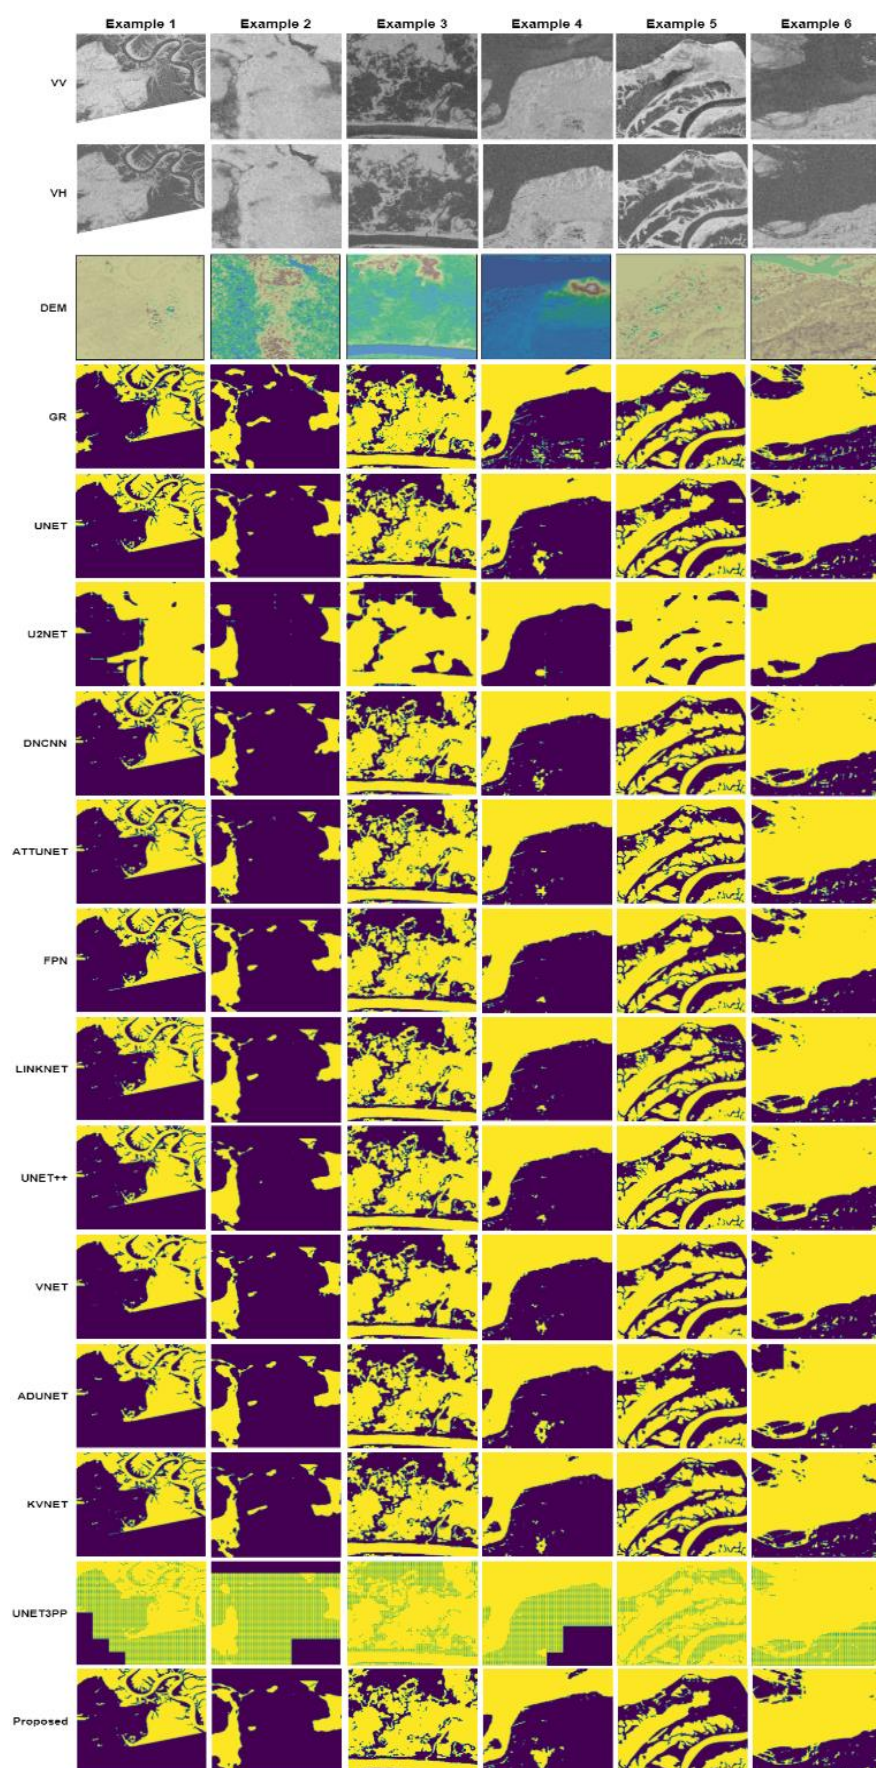 Example 1 Example 2 Example 3 Example 4 Example 5 Example 6
VV
VH
DEM
GR
UNET
U2NET
DNCNN
ATTUNET
FPN
LINKNET
UNET++
VNET
ADUNET
KVNET
UNET3PP
Proposed